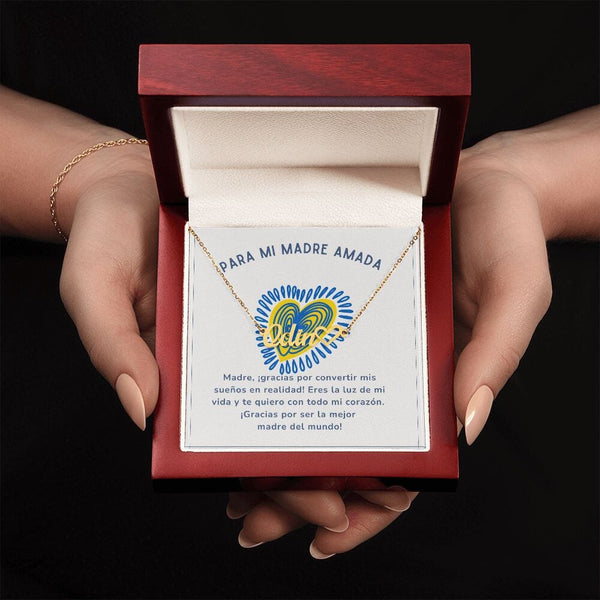 PARA MI MADRE AMADA
Madre, ¡gracias por convertir mis
sueños en realidad! Eres la luz de mi
vida y te quiero con todo mi corazón.
¡Gracias por ser la mejor
madre del mundo!